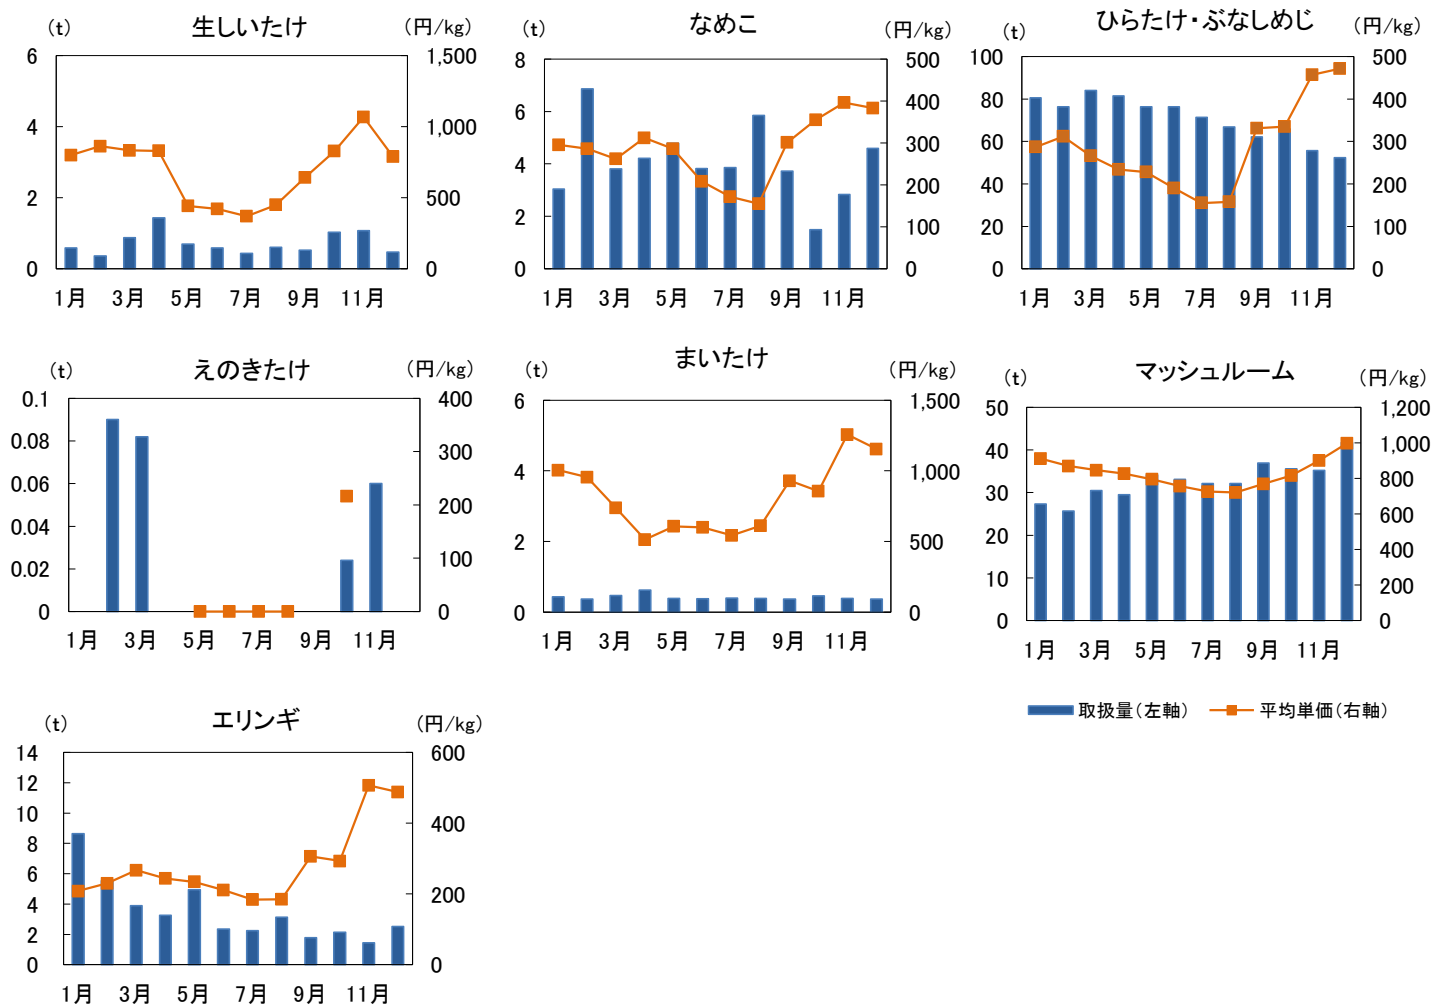 生しいたけ
(t)
(円/kg)
6
4
2
0
1,500
1,000
500
0
1月 3月 5月 7月 9月 11月
なめこ
(t)
(円/kg)
8
6
4
2
0
500
400
300
200
100
0
1月 3月 5月 7月 9月 11月
ひらたけ・ぶなしめじ
(t)
(円/kg)
100
80
60
40
20
0
500
400
300
200
100
0
1月 3月 5月 7月 9月 11月
えのきたけ
(t)
(円/kg)
0.1
0.08
0.06
0.04
0.02
0
400
300
200
100
0
1月 3月 5月 7月 9月 11月
まいたけ
(t)
(円/kg)
6
4
2
0
1,500
1,000
500
0
1月 3月 5月 7月 9月 11月
マッシュルーム
(t)
(円/kg)
50
40
30
20
10
0
1,200
1,000
800
600
400
200
0
1月 3月 5月 7月 9月 11月
取扱量(左軸) 平均単価(右軸)
エリンギ
(t)
(円/kg)
14
12
10
8
6
4
2
0
600
400
200
0
1月 3月 5月 7月 9月 11月